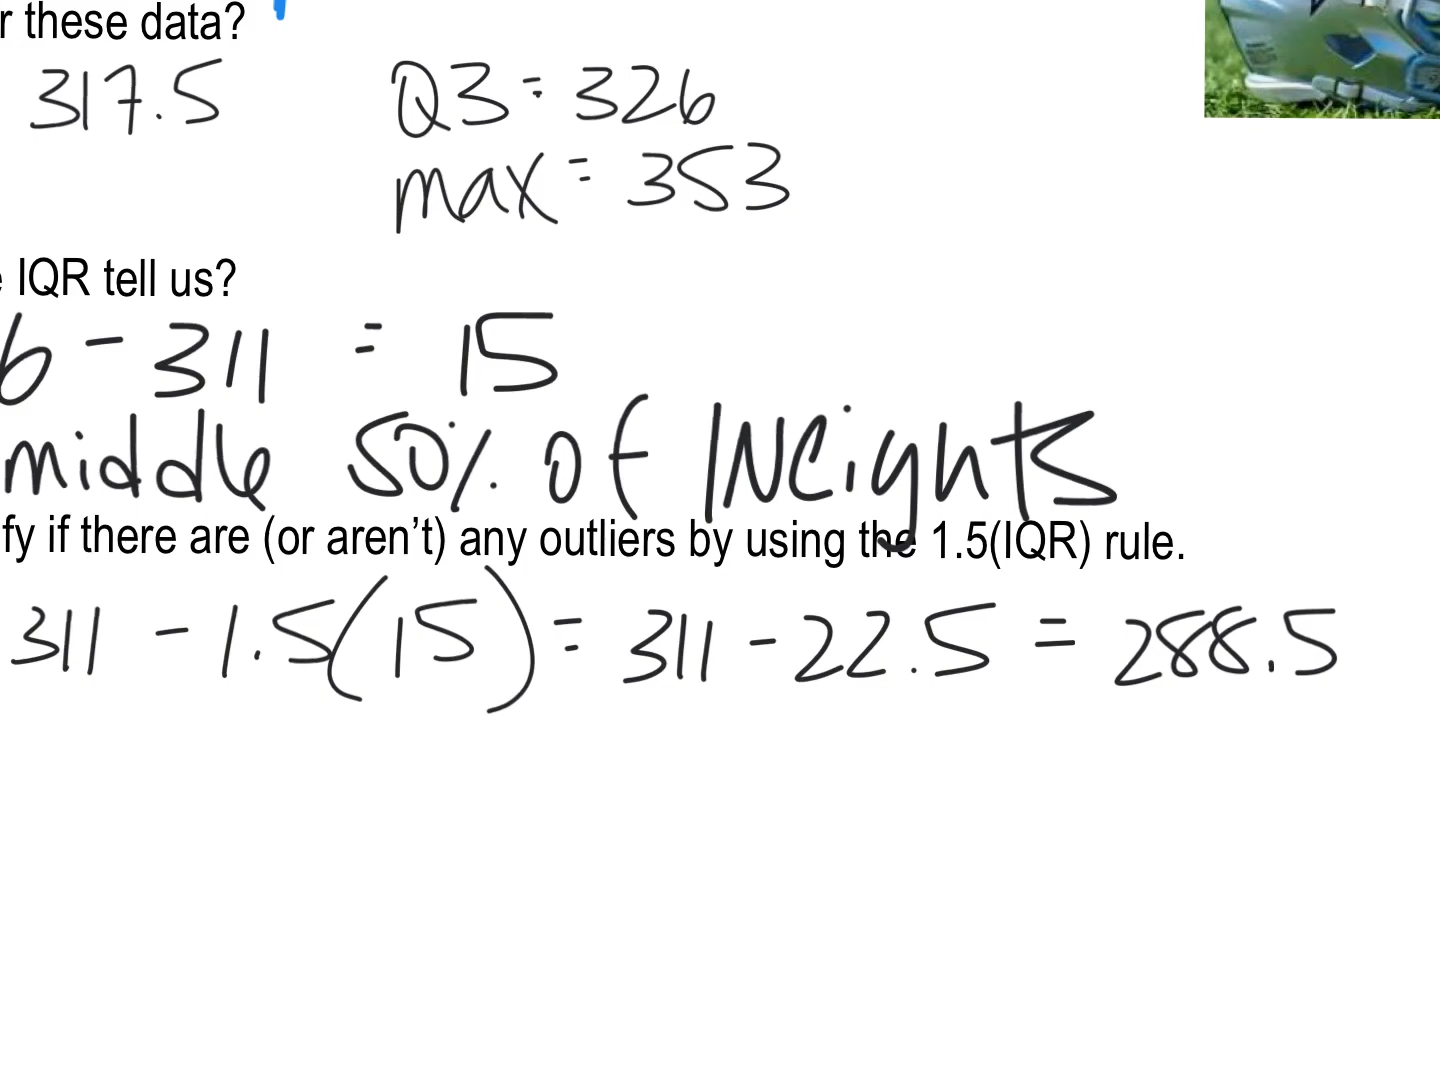 r these data?
317.5 Q3 = 326
max = 353
IQR tell us?
6 - 311 = 15
middle 50% of weights
fy if there are (or aren’t) any outliers by using the 1.5(IQR) rule.
311 - 1.5(15) = 311 - 22.5 = 288.5